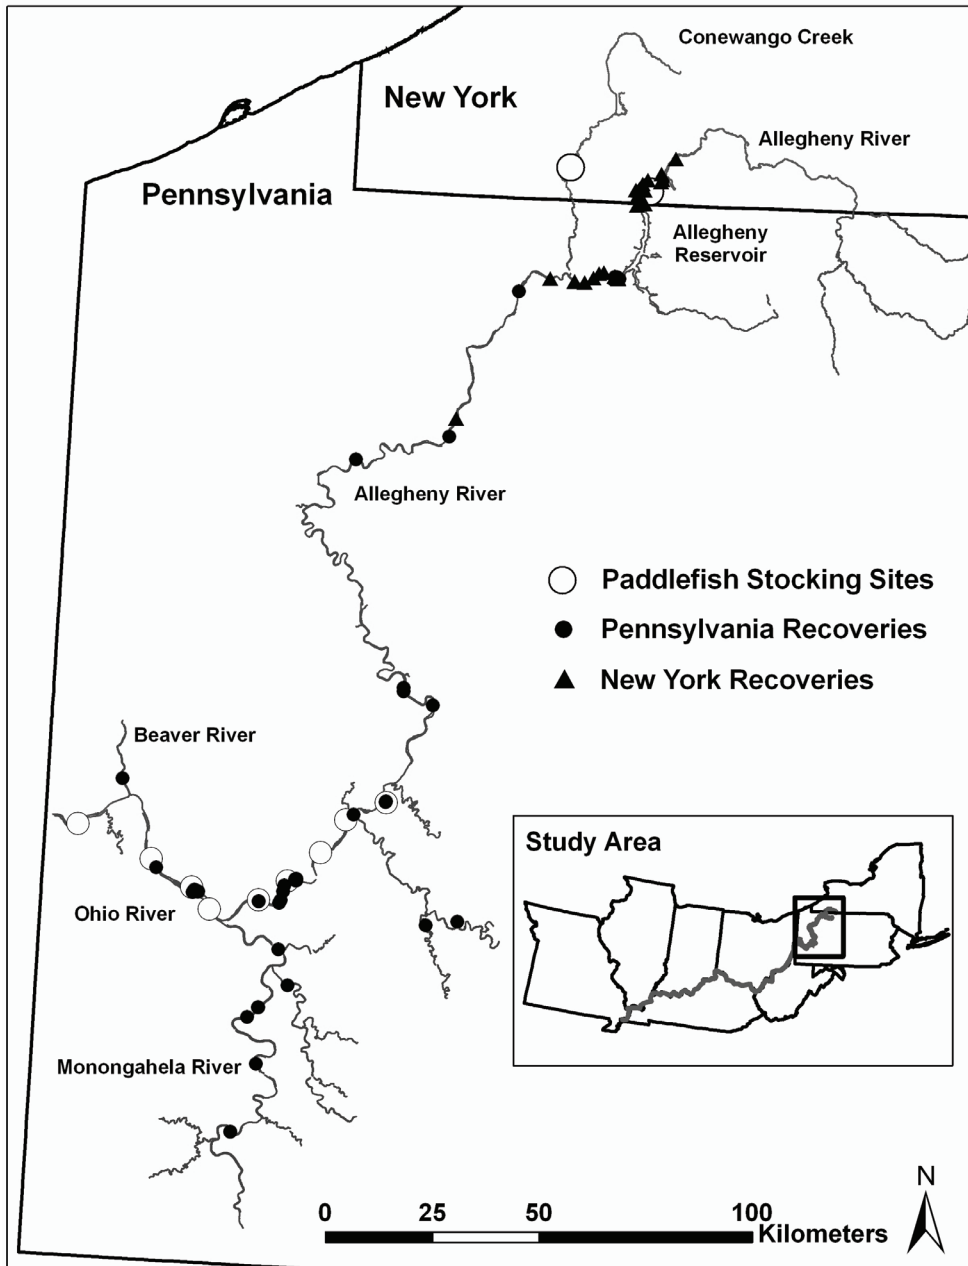 Conewango Creek
New York
Allegheny River
Pennsylvania
Allegheny
Reservoir
Allegheny River
Paddlefish Stocking Sites
Pennsylvania Recoveries
New York Recoveries
Beaver River
Study Area
Ohio River
Monongahela River
N
0 25 50 100
Kilometers